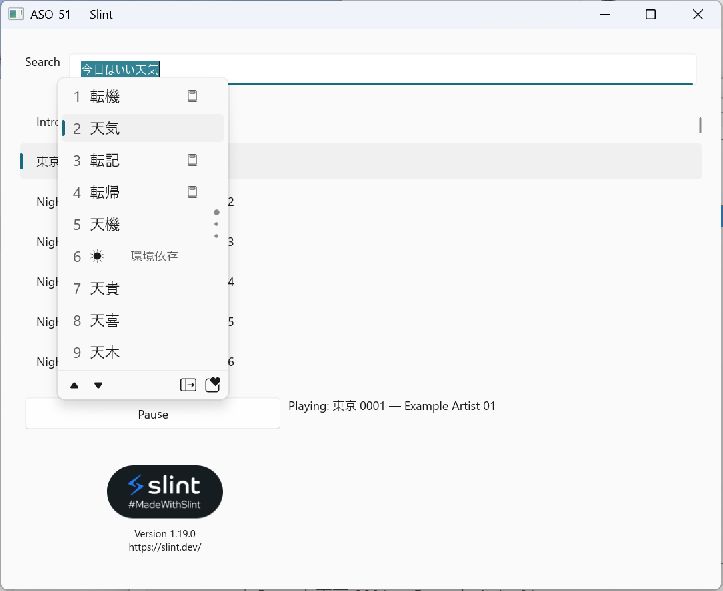 ASO 51 Slint
Search 今日はいい天気
1 転機
Intro
2 天気
3 転記
東京
4 転帰
Nigh 2
5 天機
Nigh 3
6 ☀ 環境依存
Nigh 4
7 天貴
8 天喜
Nigh 5
9 天木
Nigh 6
Pause
Playing: 東京 0001 — Example Artist 01
slint
#MadeWithSlint
Version 1.19.0
https://slint.dev/